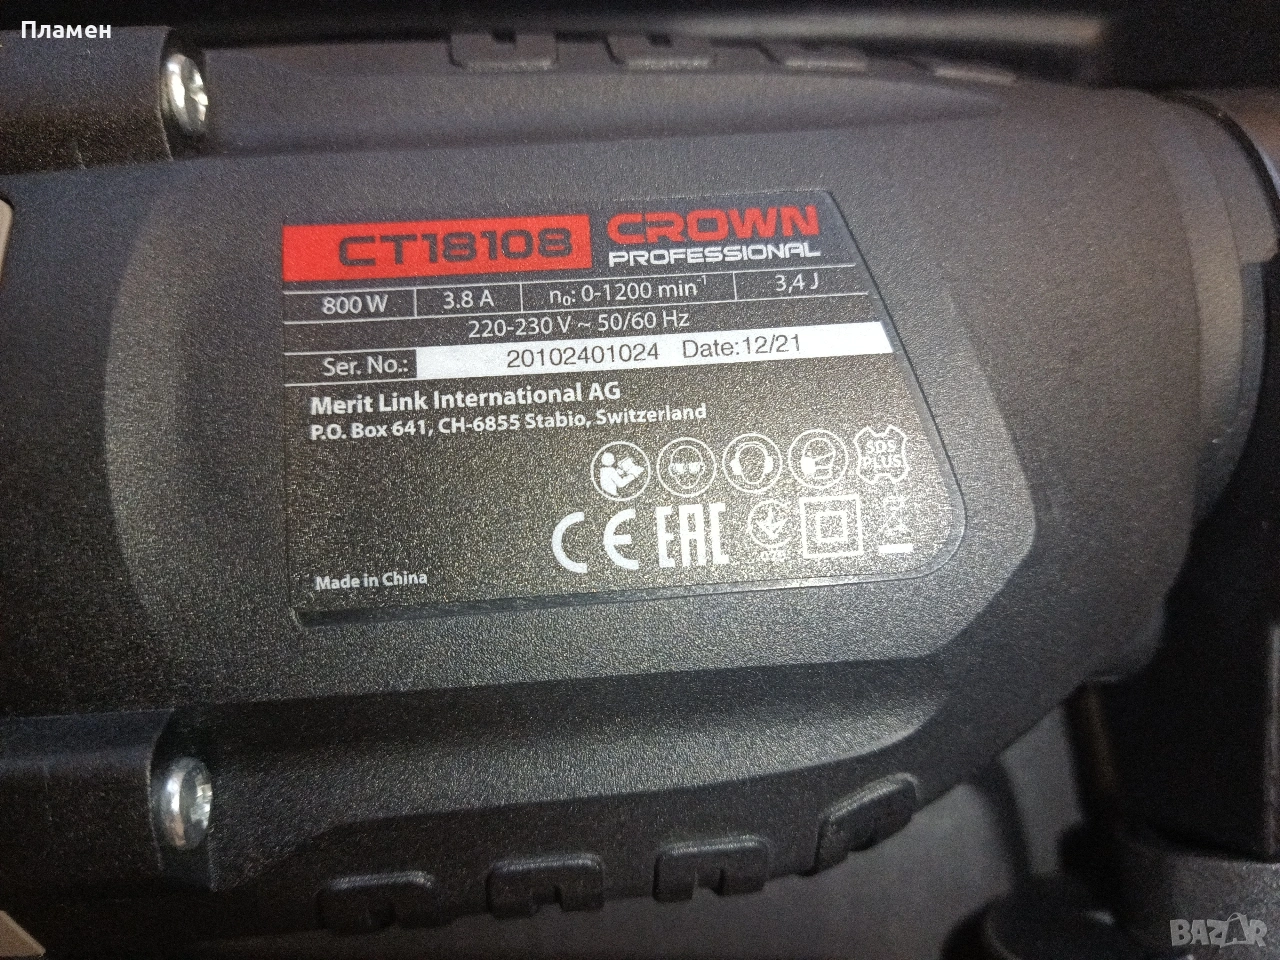 Пламен
CT18108 CROWN
PROFESSIONAL
800 W 3.8 A n₀: 0-1200 min⁻¹ 3,4 J
220-230 V ~ 50/60 Hz
Ser. No.: 20102401024 Date:12/21
Merit Link International AG
P.O. Box 641, CH-6855 Stabio, Switzerland
SDS
PLUS
CE EAC
Made in China
BAZAR